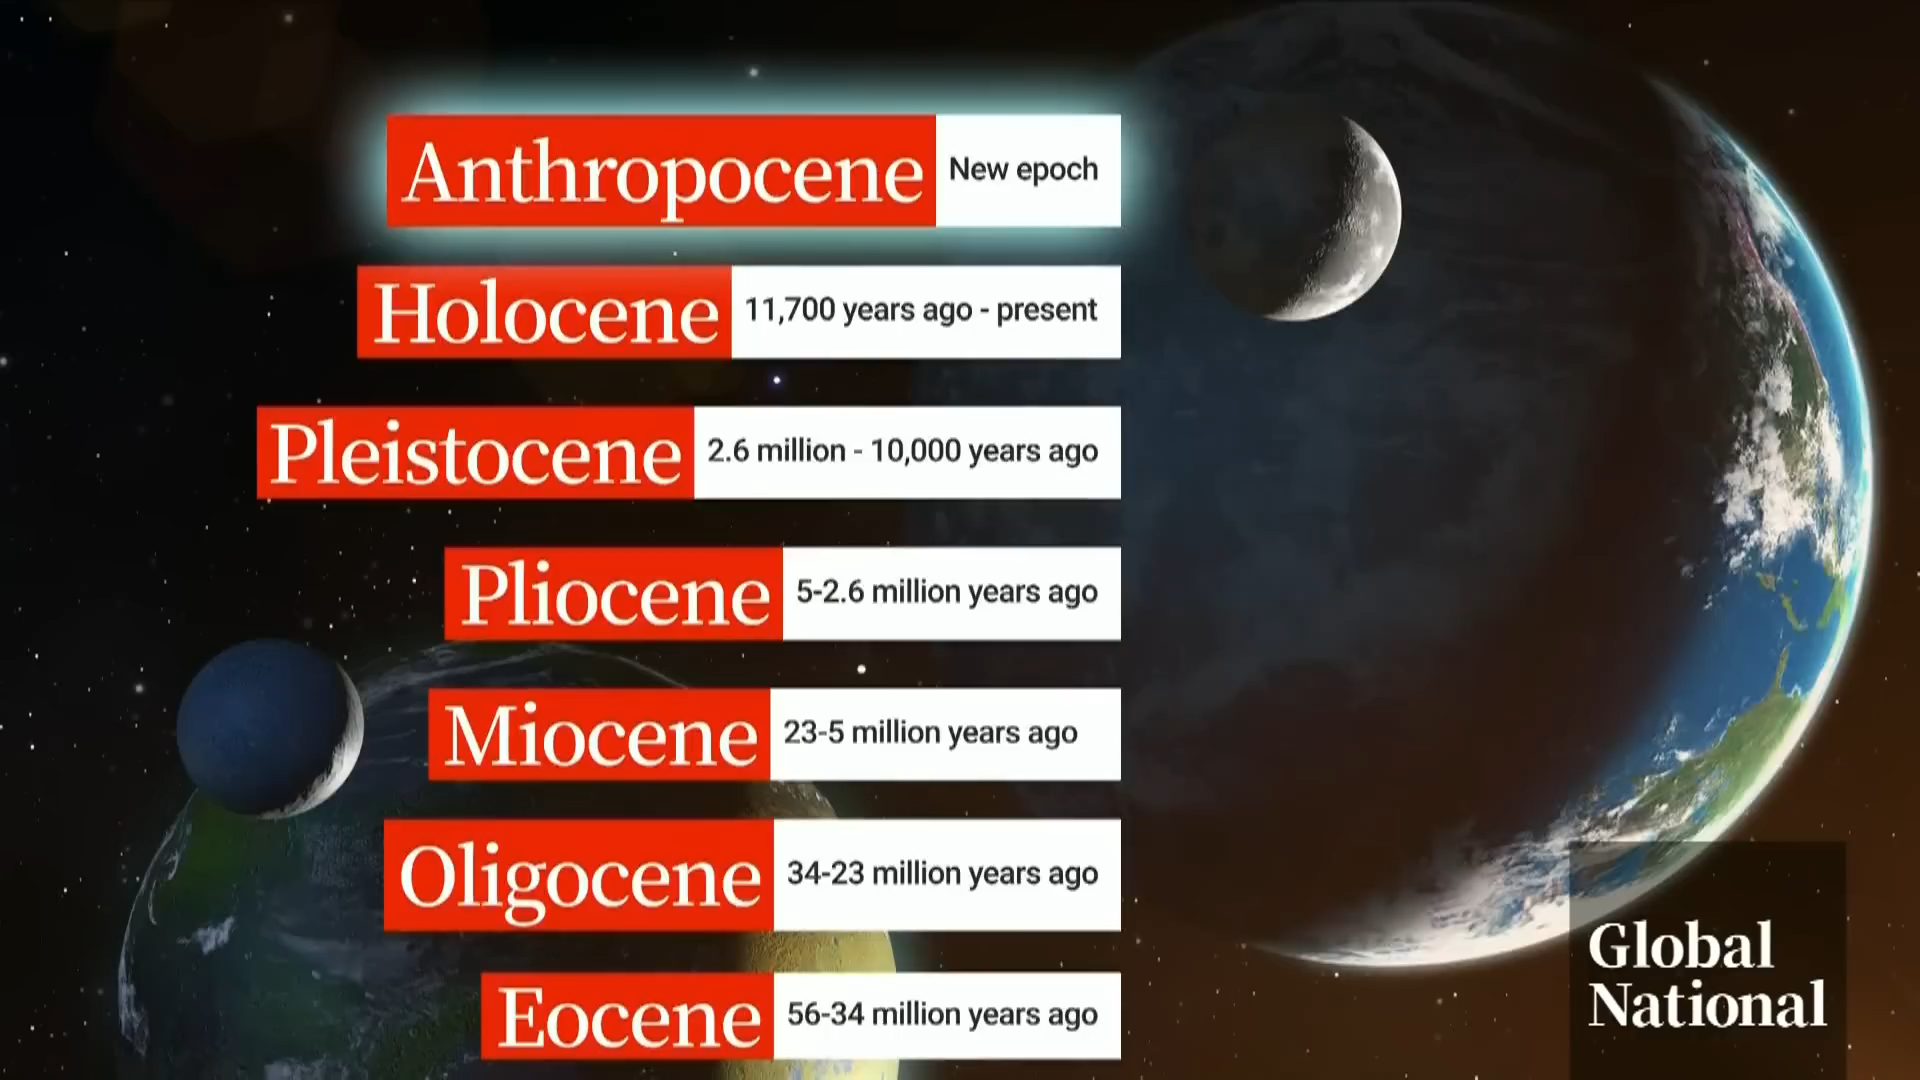 Anthropocene New epoch
Holocene 11,700 years ago - present
Pleistocene 2.6 million - 10,000 years ago
Pliocene 5-2.6 million years ago
Miocene 23-5 million years ago
Oligocene 34-23 million years ago
Eocene 56-34 million years ago
Global
National